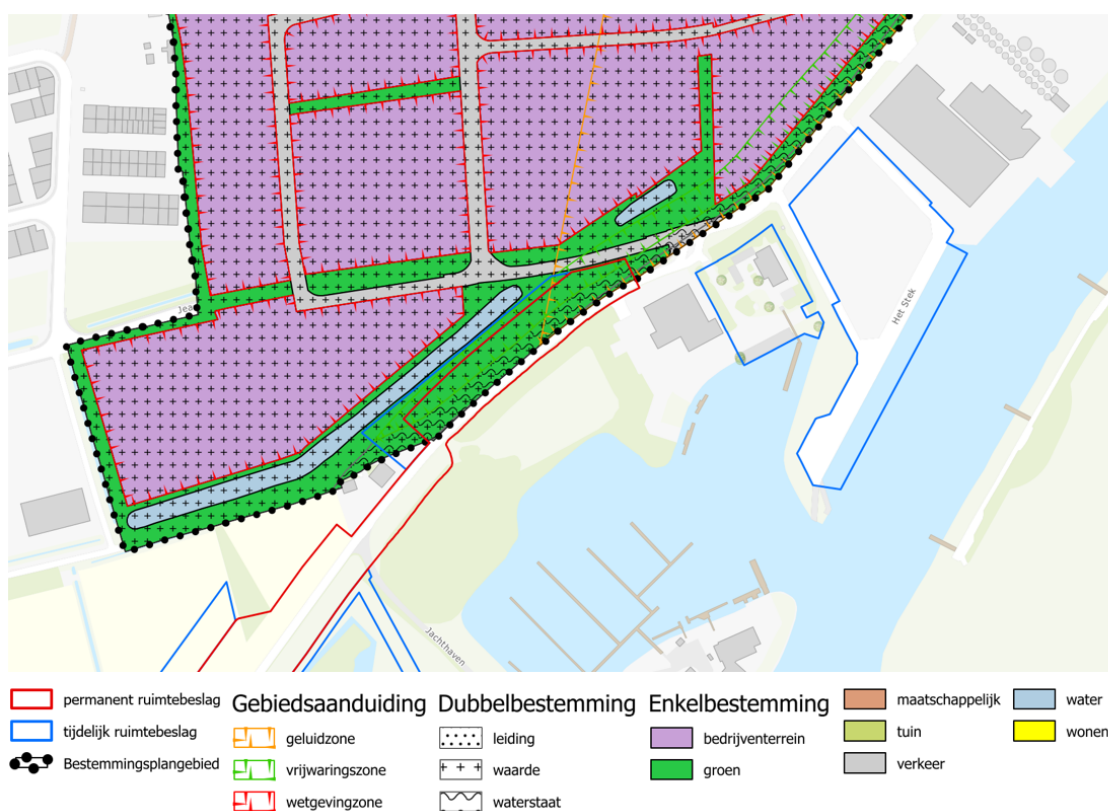 Jea
Het Stek
Jachthaven
permanent ruimtebeslag
tijdelijk ruimtebeslag
Bestemmingsplangebied
Gebiedsaanduiding
geluidzone
vrijwaringszone
wetgevingzone
Dubbelbestemming
leiding
waarde
waterstaat
Enkelbestemming
bedrijventerrein
groen
maatschappelijk
tuin
verkeer
water
wonen